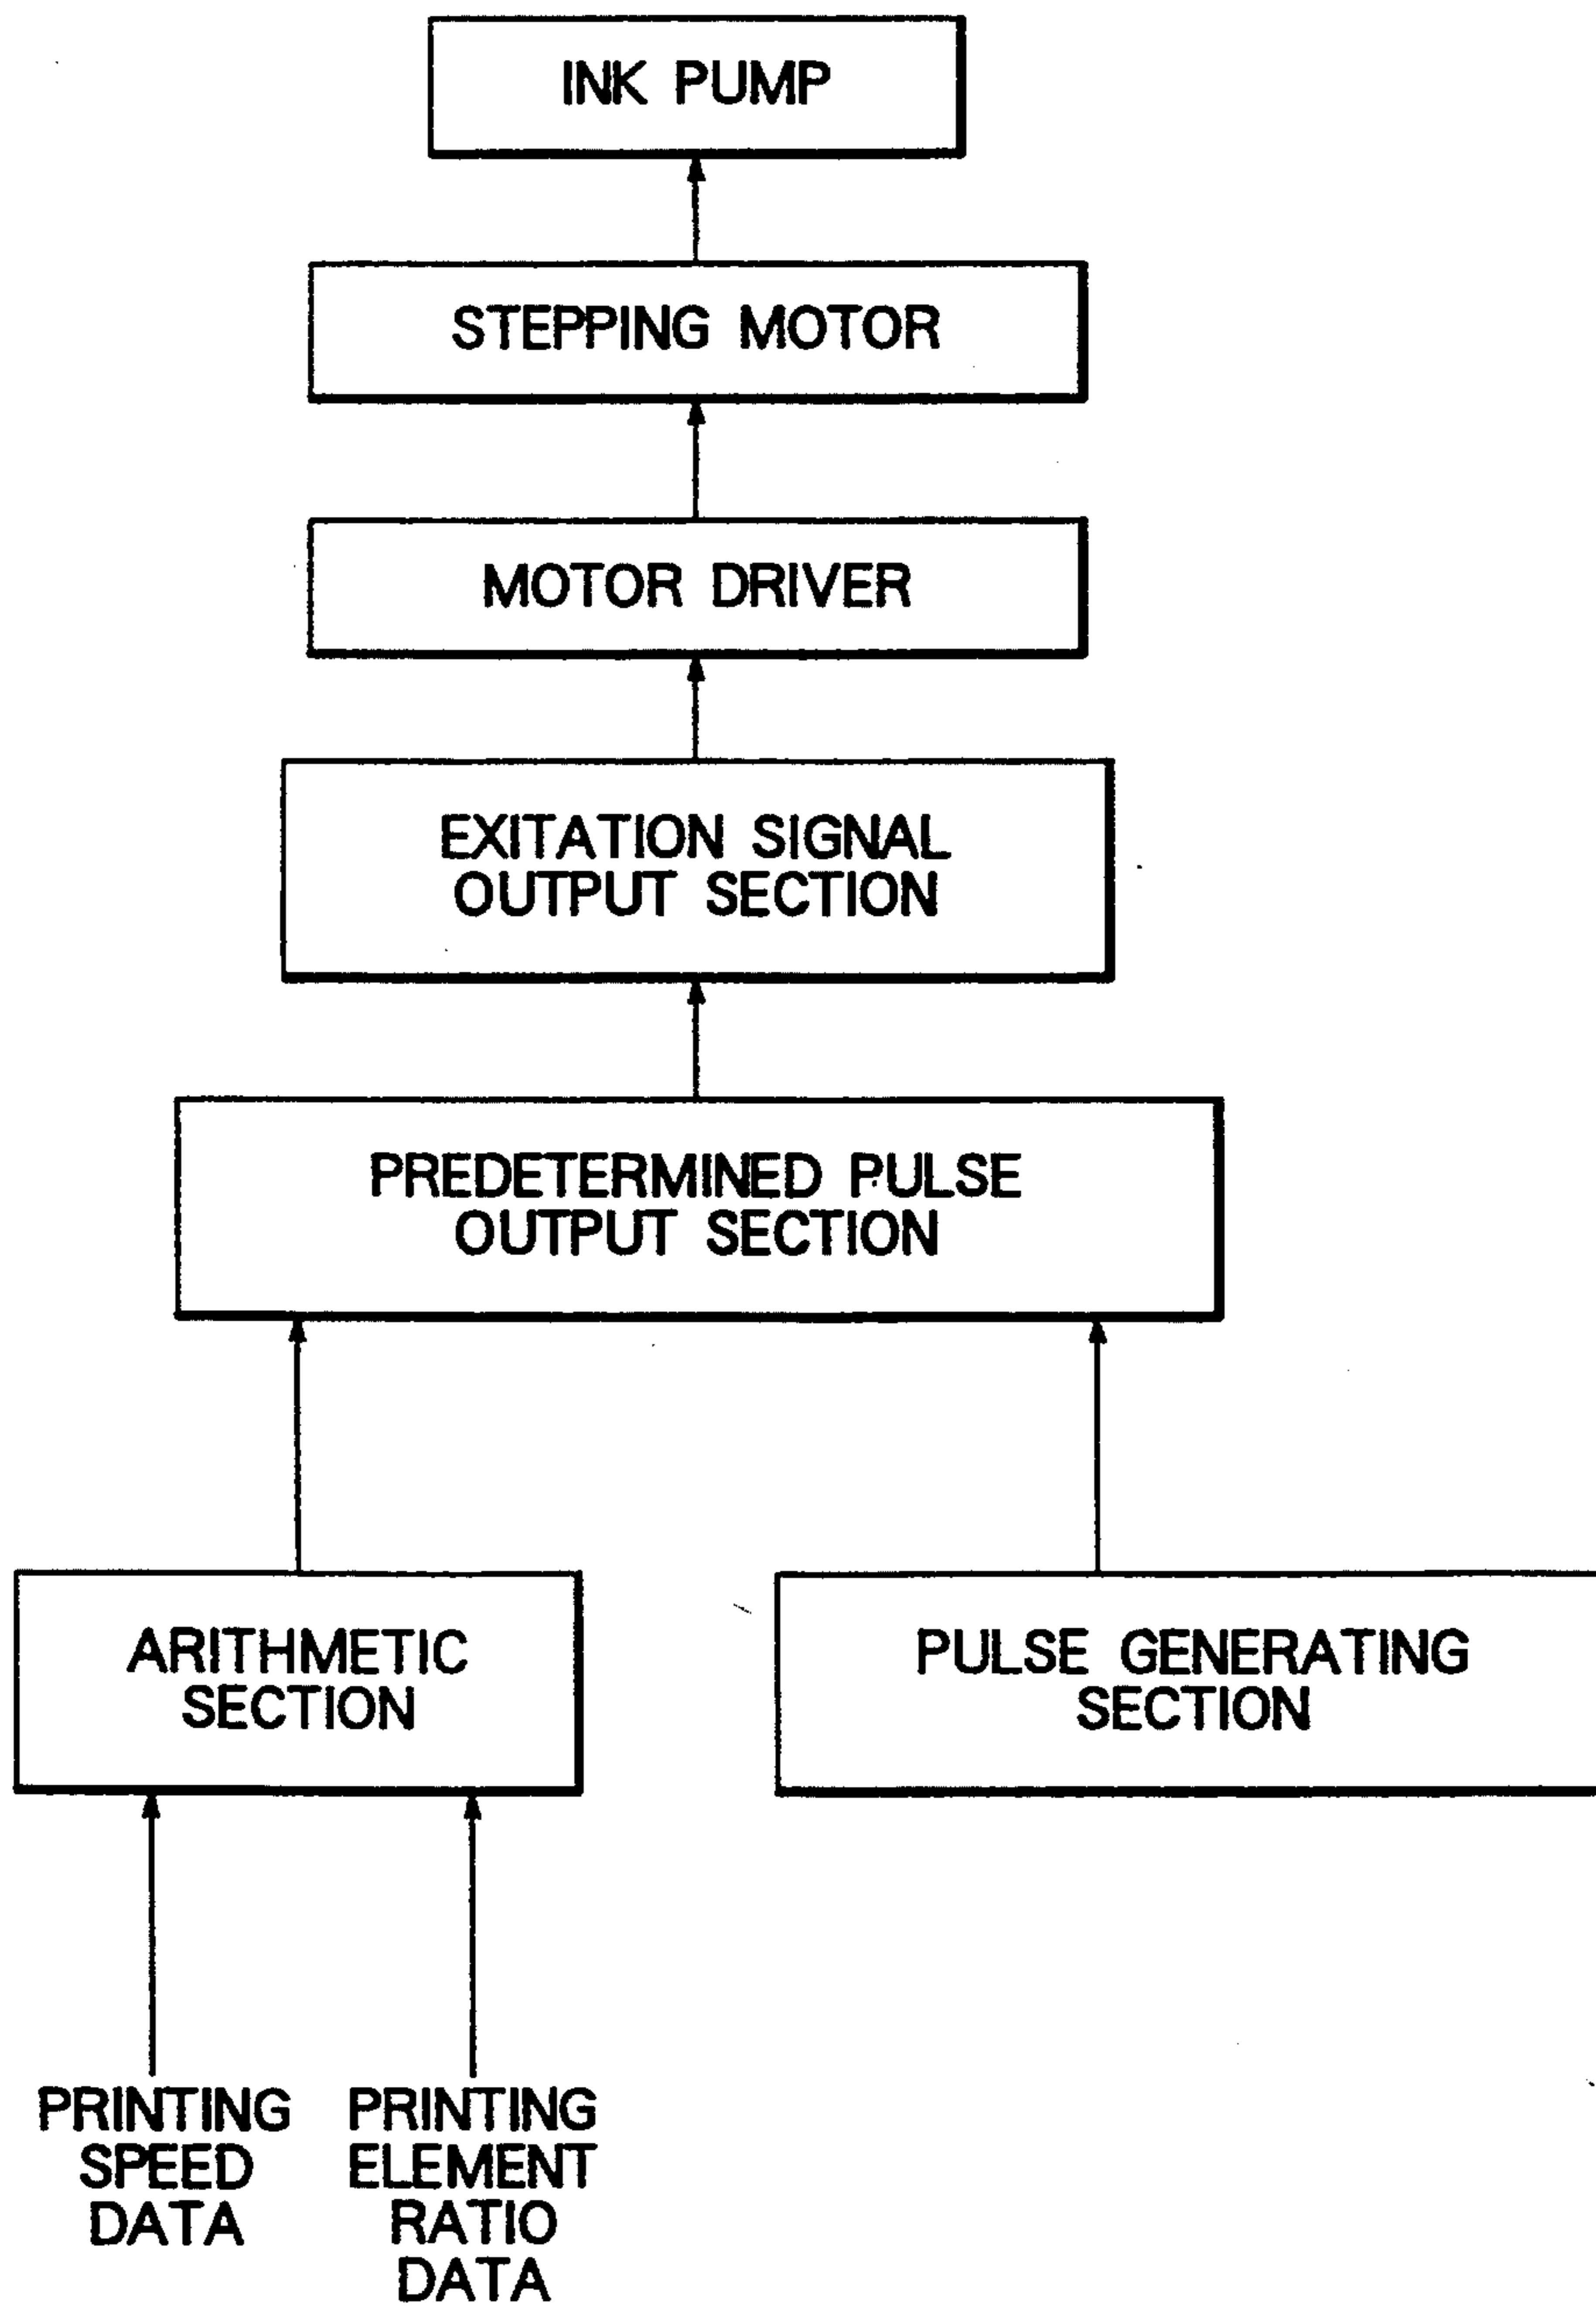 INK PUMP
STEPPING MOTOR
MOTOR DRIVER
EXITATION SIGNAL
OUTPUT SECTION
PREDETERMINED PULSE
OUTPUT SECTION
ARITHMETIC
SECTION
PULSE GENERATING
SECTION
PRINTING
SPEED
DATA
PRINTING
ELEMENT
RATIO
DATA